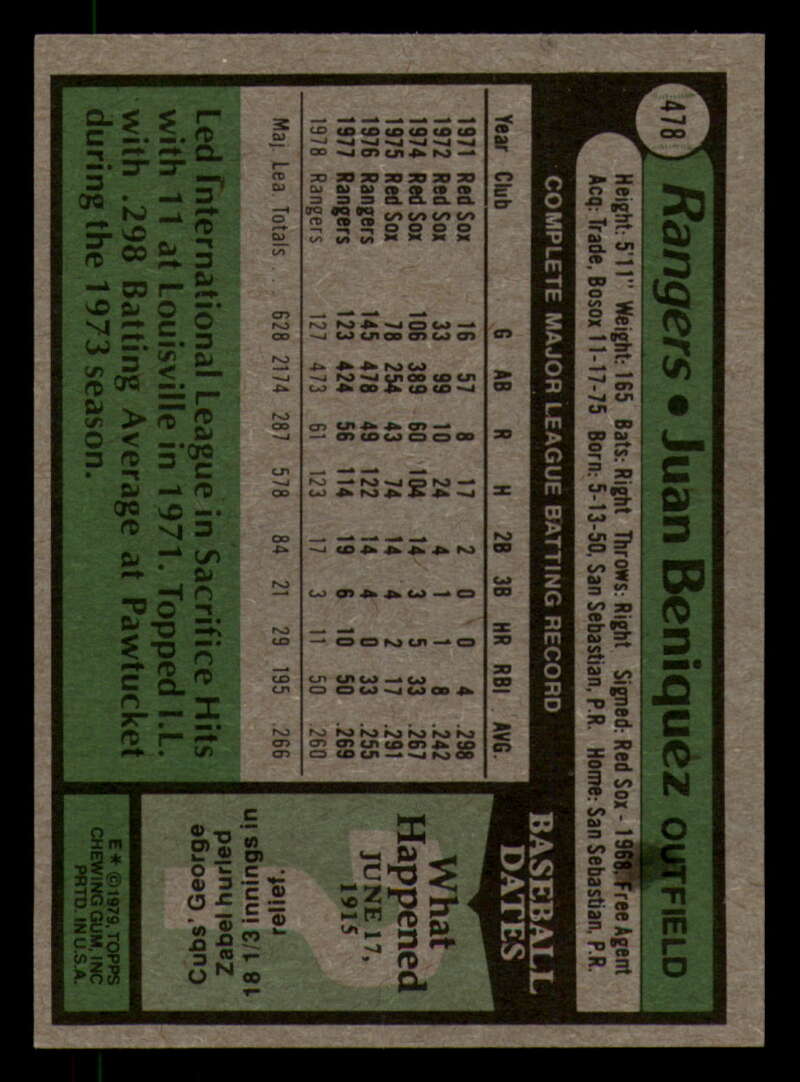 478
Rangers • Juan Beniquez OUTFIELD
Height: 5'11" Weight: 165 Bats: Right Throws: Right Signed: Red Sox - 1968, Free Agent
Acq: Trade, Bosox 11-17-75 Born: 5-13-50, San Sebastian, P.R. Home: San Sebastian, P.R.
COMPLETE MAJOR LEAGUE BATTING RECORD
Year Club G AB R H 2B 3B HR RBI AVG.
1971 Red Sox 16 57 8 17 2 0 0 4 .298
1972 Red Sox 33 99 10 24 4 1 1 8 .242
1974 Red Sox 106 389 60 104 14 3 5 33 .267
1975 Red Sox 78 254 43 74 14 4 2 17 .291
1976 Rangers 145 478 49 122 14 4 0 33 .255
1977 Rangers 123 424 56 114 19 6 10 50 .269
1978 Rangers 127 473 61 123 17 3 11 50 .260
Maj. Lea. Totals . . . 628 2174 287 578 84 21 29 195 .266
Led International League in Sacrifice Hits
with 11 at Louisville in 1971. Topped I.L.
with .298 Batting Average at Pawtucket
during the 1973 season.
BASEBALL
DATES
What
Happened
JUNE 17,
1915
Cubs' George
Zabel hurled
18 1/3 innings in
relief.
E * © 1979, TOPPS
CHEWING GUM, INC
PRTD. IN U.S.A.